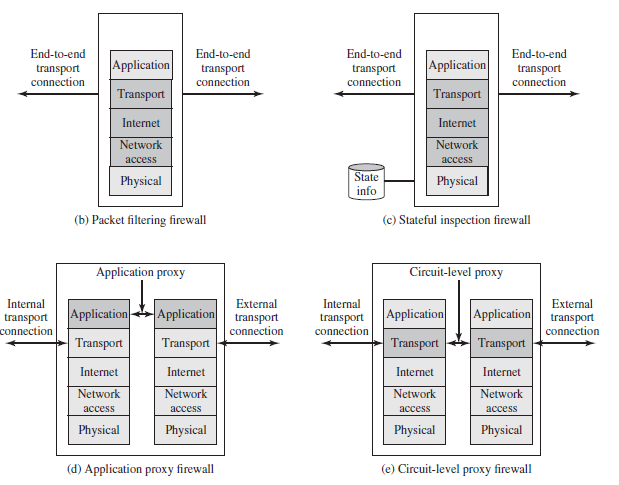 End-to-end
transport
connection
Application
Transport
Internet
Network
access
Physical
End-to-end
transport
connection
(b) Packet filtering firewall
End-to-end
transport
connection
Application
Transport
Internet
Network
access
Physical
State
info
End-to-end
transport
connection
(c) Stateful inspection firewall
Application proxy
Internal
transport
connection
Application
Transport
Internet
Network
access
Physical
Application
Transport
Internet
Network
access
Physical
External
transport
connection
(d) Application proxy firewall
Circuit-level proxy
Internal
transport
connection
Application
Transport
Internet
Network
access
Physical
Application
Transport
Internet
Network
access
Physical
External
transport
connection
(e) Circuit-level proxy firewall